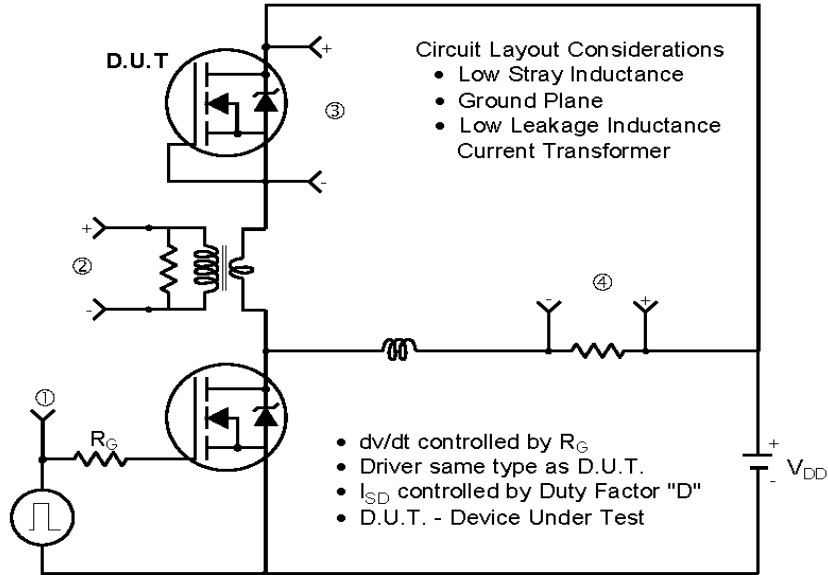 D.U.T
+
-
③
Circuit Layout Considerations
• Low Stray Inductance
• Ground Plane
• Low Leakage Inductance
Current Transformer
+
②
-
④
-
+
①
R_G
+
V_DD
-
• dv/dt controlled by R_G
• Driver same type as D.U.T.
• I_SD controlled by Duty Factor "D"
• D.U.T. - Device Under Test